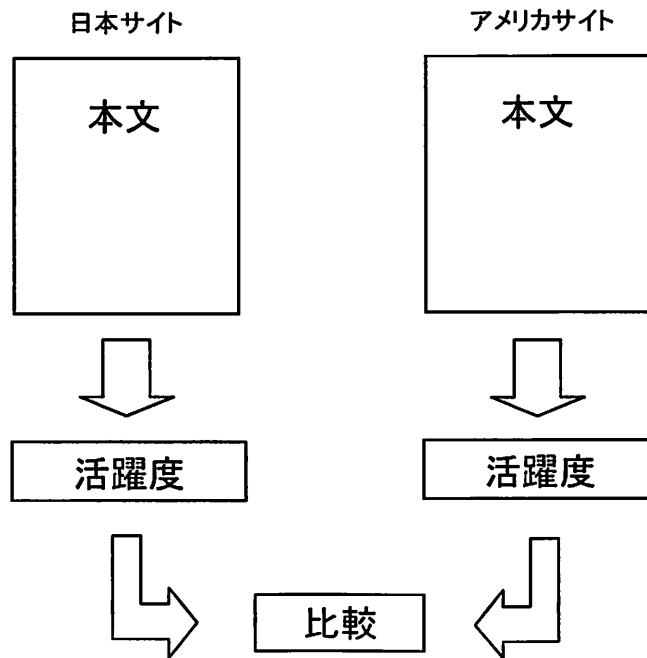 日本サイト
アメリカサイト
本文
本文
活躍度
活躍度
比較